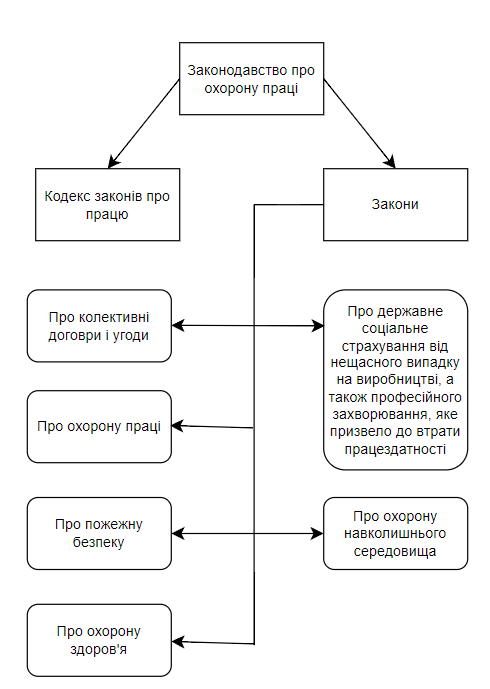 Законодавство про
охорону праці
Кодекс законів про
працю
Закони
Про колективні
договри і угоди
Про державне
соціальне
страхування від
нещасного випадку
на виробництві, а
також професійного
захворювання, яке
призвело до втрати
працездатності
Про охорону праці
Про пожежну
безпеку
Про охорону
навколишнього
середовища
Про охорону
здоров'я